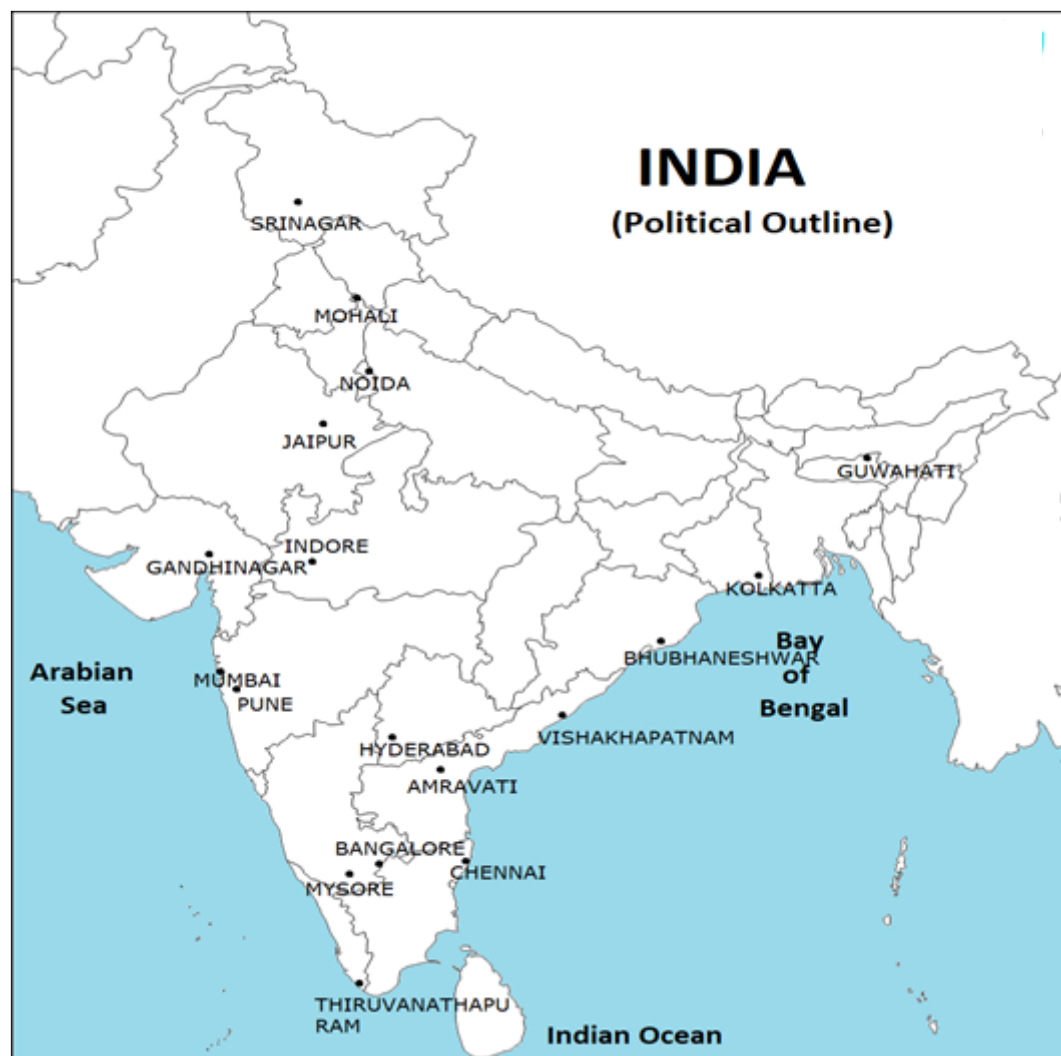 INDIA
(Political Outline)
SRINAGAR
MOHALI
NOIDA
JAIPUR
GUWAHATI
INDORE
GANDHINAGAR
KOLKATTA
Arabian
Sea
Bay
of
Bengal
BHUBHANESHWAR
MUMBAI
PUNE
VISHAKHAPATNAM
HYDERABAD
AMRAVATI
BANGALORE
CHENNAI
MYSORE
THIRUVANATHAPU
RAM
Indian Ocean